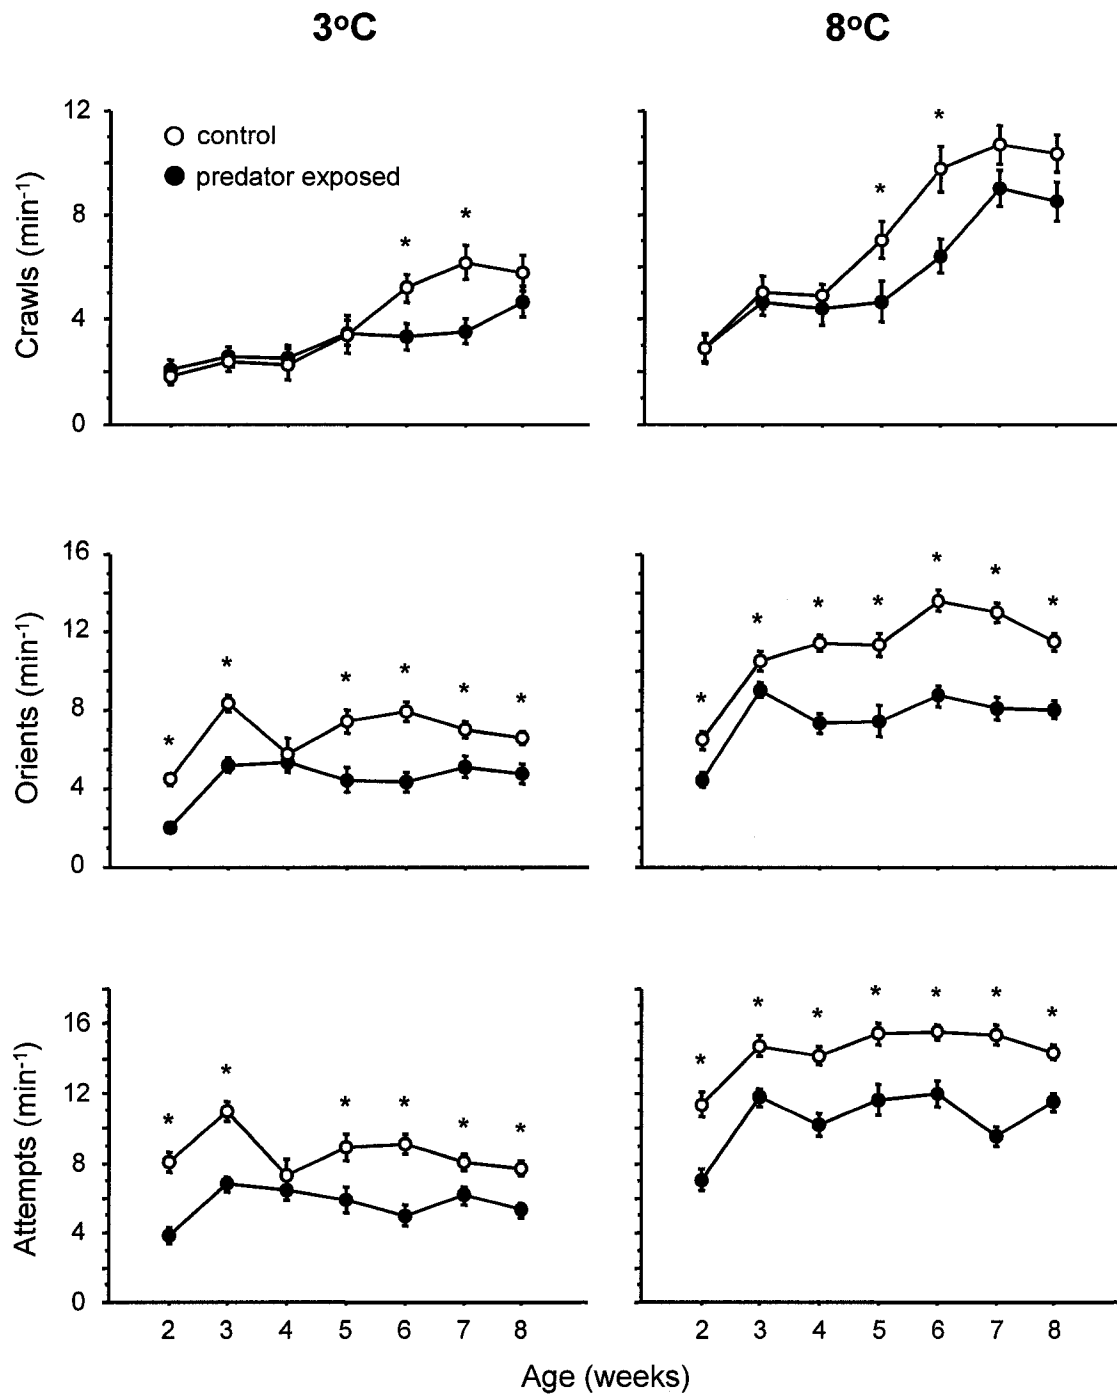 3°C 8°C
12
control
predator exposed
* *
* *
8
4
0
Crawls (min-1)
16
12
8
4
0
* * * * * *
* * * * * * *
Orients (min-1)
16
12
8
4
0
* * * * * *
* * * * * * *
Attempts (min-1)
2 3 4 5 6 7 8 2 3 4 5 6 7 8
Age (weeks)